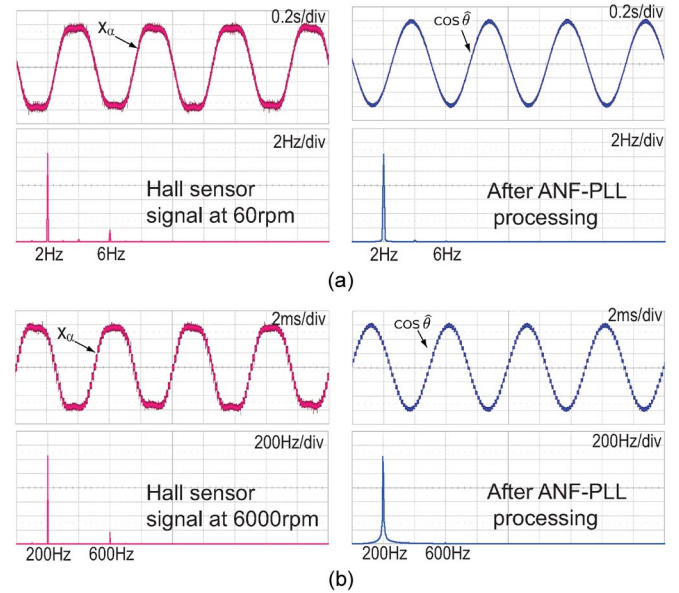 0.2s/div
Xα
0.2s/div
cos θ̂
2Hz/div
Hall sensor
signal at 60rpm
2Hz
6Hz
2Hz/div
After ANF-PLL
processing
2Hz
6Hz
(a)
2ms/div
Xα
2ms/div
cos θ̂
200Hz/div
Hall sensor
signal at 6000rpm
200Hz
600Hz
200Hz/div
After ANF-PLL
processing
200Hz
600Hz
(b)